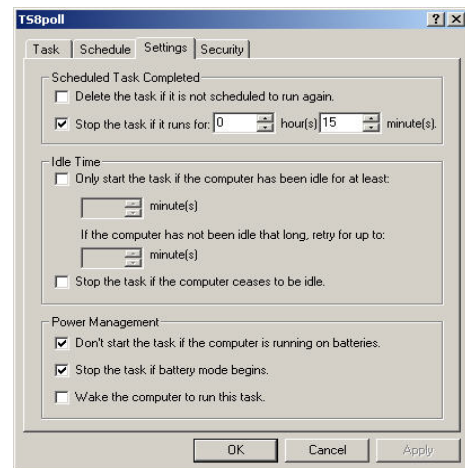 TS8poll
Task Schedule Settings Security
Scheduled Task Completed
Delete the task if it is not scheduled to run again.
Stop the task if it runs for: 0 hour(s) 15 minute(s).
Idle Time
Only start the task if the computer has been idle for at least:
minute(s)
If the computer has not been idle that long, retry for up to:
minute(s)
Stop the task if the computer ceases to be idle.
Power Management
Don't start the task if the computer is running on batteries.
Stop the task if battery mode begins.
Wake the computer to run this task.
OK Cancel Apply